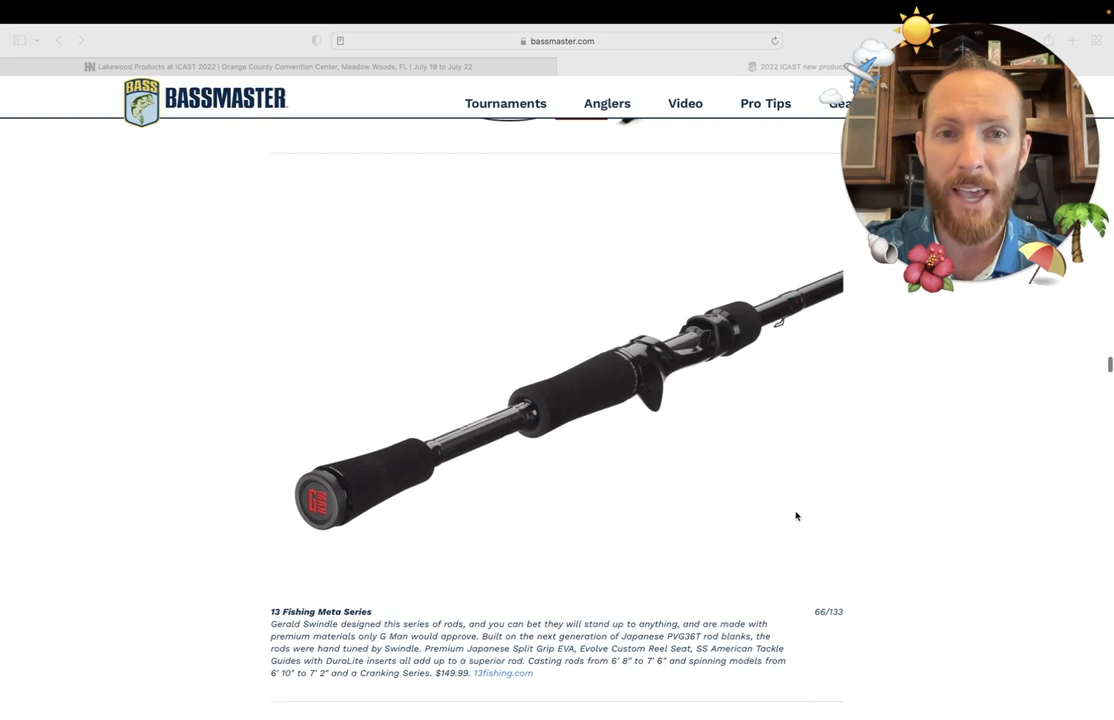 bassmaster.com
Lakewood Products at ICAST 2022 | Orange County Convention Center, Meadow Woods, FL | July 19 to July 22
2022 ICAST new produc
BASS
BASSMASTER
Tournaments Anglers Video Pro Tips Gea
G MAN
13 Fishing Meta Series 66/133
Gerald Swindle designed this series of rods, and you can bet they will stand up to anything, and are made with
premium materials only G Man would approve. Built on the next generation of Japanese PVG36T rod blanks, the
rods were hand tuned by Swindle. Premium Japanese Split Grip EVA, Evolve Custom Reel Seat, SS American Tackle
Guides with DuraLite inserts all add up to a superior rod. Casting rods from 6' 8" to 7' 6" and spinning models from
6' 10" to 7' 2" and a Cranking Series. $149.99. 13fishing.com